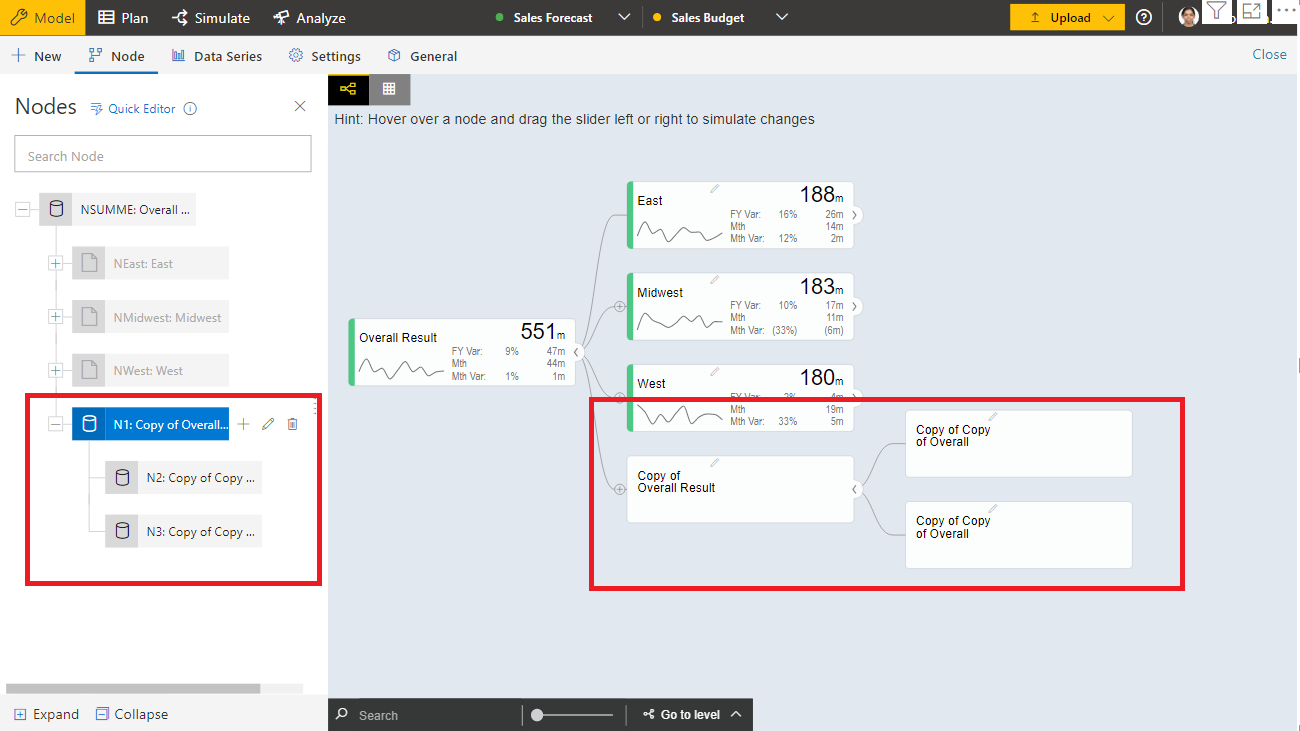 Model Plan Simulate Analyze Sales Forecast Sales Budget Upload
New Node Data Series Settings General Close
Nodes Quick Editor
Search Node
NSUMME: Overall ...
NEast: East
NMidwest: Midwest
NWest: West
N1: Copy of Overall...
N2: Copy of Copy ...
N3: Copy of Copy ...
Expand Collapse
Hint: Hover over a node and drag the slider left or right to simulate changes
Overall Result 551m
FY Var: 9% 47m
Mth 44m
Mth Var: 1% 1m
East 188m
FY Var: 16% 26m
Mth 14m
Mth Var: 12% 2m
Midwest 183m
FY Var: 10% 17m
Mth 11m
Mth Var: (33%) (6m)
West 180m
FY Var: 2% 4m
Mth 19m
Mth Var: 33% 5m
Copy of
Overall Result
Copy of Copy
of Overall
Copy of Copy
of Overall
Search Go to level